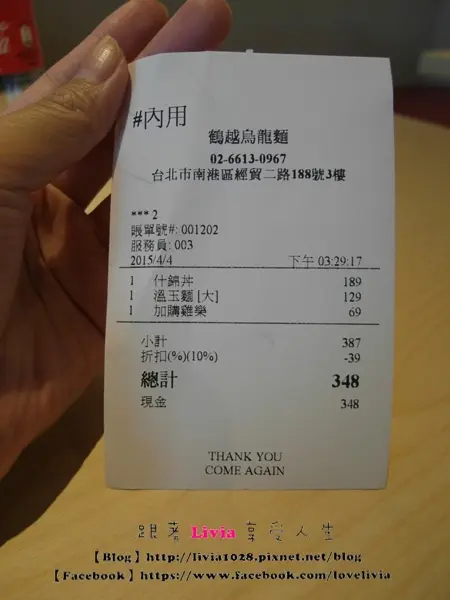 #內用
鶴越烏龍麵
02-6613-0967
台北市南港區經貿二路188號3樓
*** 2
賬單號#: 001202
服務員: 003
2015/4/4 下午 03:29:17
1 什錦丼 189
1 溫玉麵 [大] 129
1 加購雞樂 69
小計 387
折扣(%)(10%) -39
總計 348
現金 348
THANK YOU
COME AGAIN
跟著 Livia 享受人生
【Blog】http://livia1028.pixnet.net/blog
【Facebook】https://www.facebook.com/lovelivia